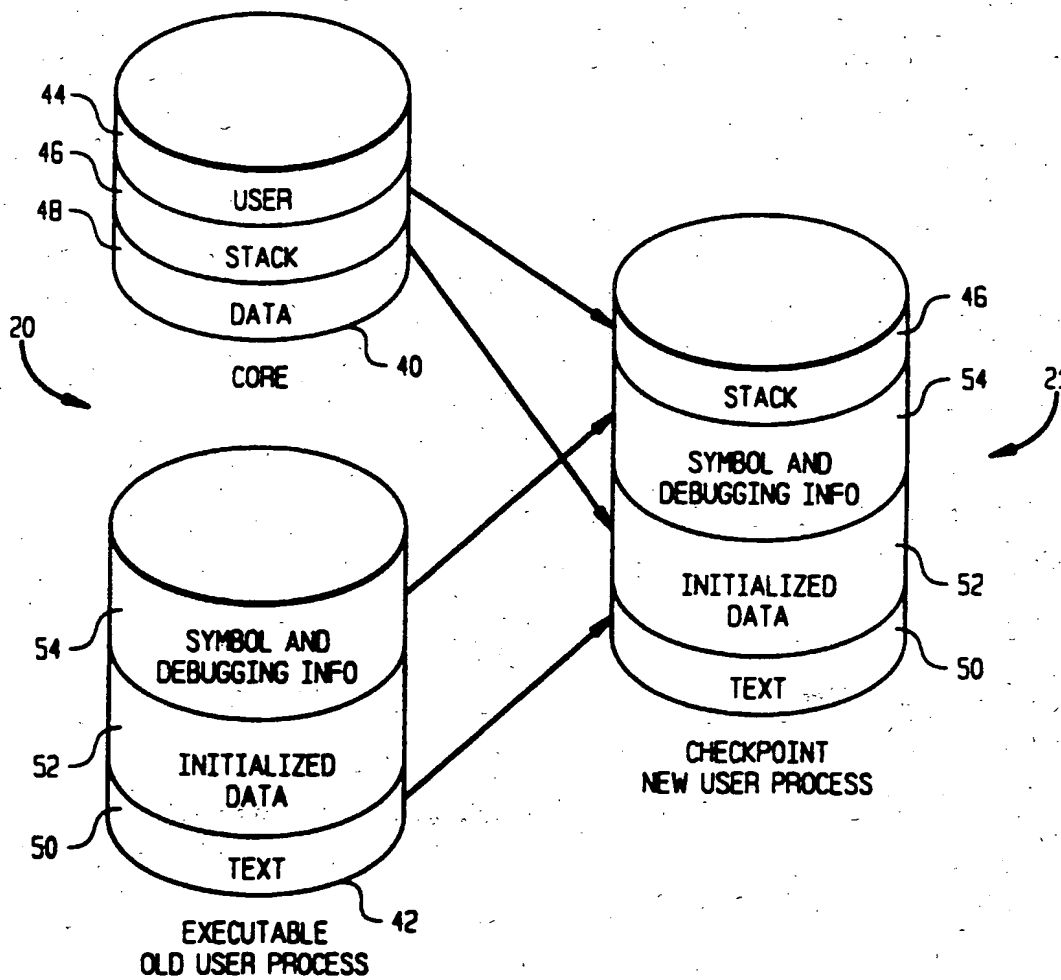 44
46
48
USER
STACK
DATA
40
CORE
20
54
52
50
SYMBOL AND
DEBUGGING INFO
INITIALIZED
DATA
TEXT
42
EXECUTABLE
OLD USER PROCESS
46
54
STACK
SYMBOL AND
DEBUGGING INFO
52
INITIALIZED
DATA
50
TEXT
CHECKPOINT
NEW USER PROCESS